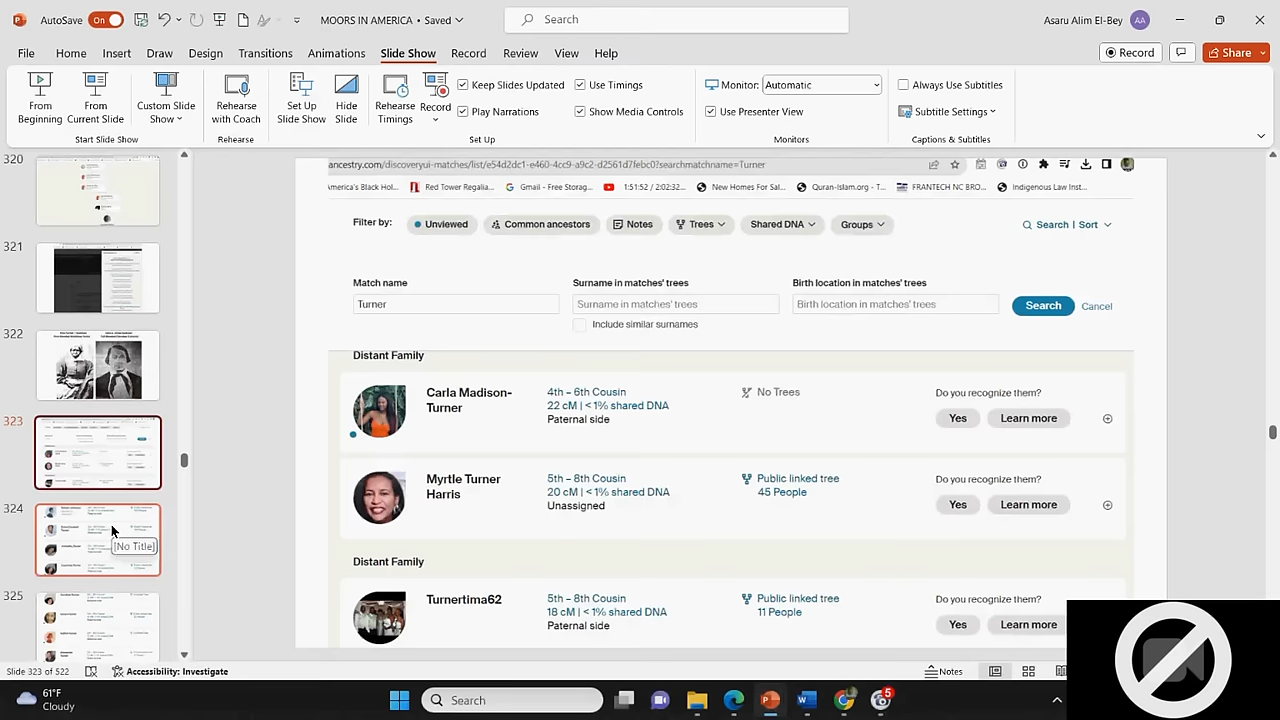 AutoSave On MOORS IN AMERICA • Saved Search Asaru Alim El-Bey AA
File Home Insert Draw Design Transitions Animations Slide Show Record Review View Help Record Share
From Beginning
From Current Slide
Custom Slide Show
Rehearse with Coach
Set Up Slide Show
Hide Slide
Rehearse Timings
Record
Keep Slides Updated Use Timings Monitor: Automatic Always Use Subtitles
Play Narrations Show Media Controls Use Presenter View Subtitle Settings
Start Slide Show Rehearse Set Up Monitors Captions & Subtitles
320
321
322
323
324
[No Title]
325
ancestry.com/discoveryui-matches/list/e54d2dc1-e460-4cc9-a9c2-d2561d7febc0?searchmatchname=Turner
America's Black Hol... Red Tower Regalia... Gmail - Free Storag... 1:51:52 / 2:02:32... New Homes For Sal... Quran-Islam.org - T... FRANTECH NC EPD... Indigenous Law Inst...
Filter by: Unviewed Common ancestors Notes Trees Shared DNA Groups Search | Sort
Match name Surname in matches' trees Birth location in matches' trees
Turner Surname in matches' trees Birth location in matches' trees Search Cancel
Include similar surnames
Distant Family
Carla Madison-Turner
4th – 6th Cousin
22 cM | < 1% shared DNA
Paternal side
No Trees
Do you recognize them?
Yes Learn more
Myrtle Turner Harris
5th – 8th Cousin
20 cM | < 1% shared DNA
Unassigned
Public linked tree
45 People
Do you recognize them?
Yes Learn more
Distant Family
Turnertima62
5th – 8th Cousin
18 cM | < 1% shared DNA
Paternal side
Public linked tree
11 People
Do you recognize them?
Yes Learn more
Slide 323 of 522 Accessibility: Investigate Notes
61°F
Cloudy
Search
5